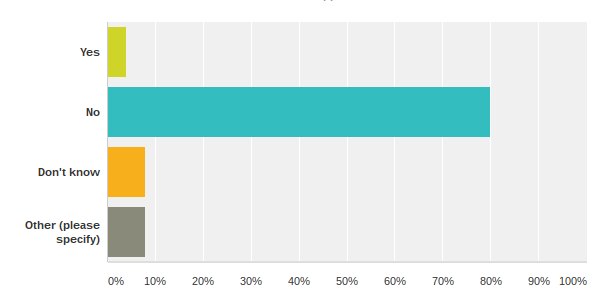 Yes
No
Don't know
Other (please
specify)
0% 10% 20% 30% 40% 50% 60% 70% 80% 90% 100%